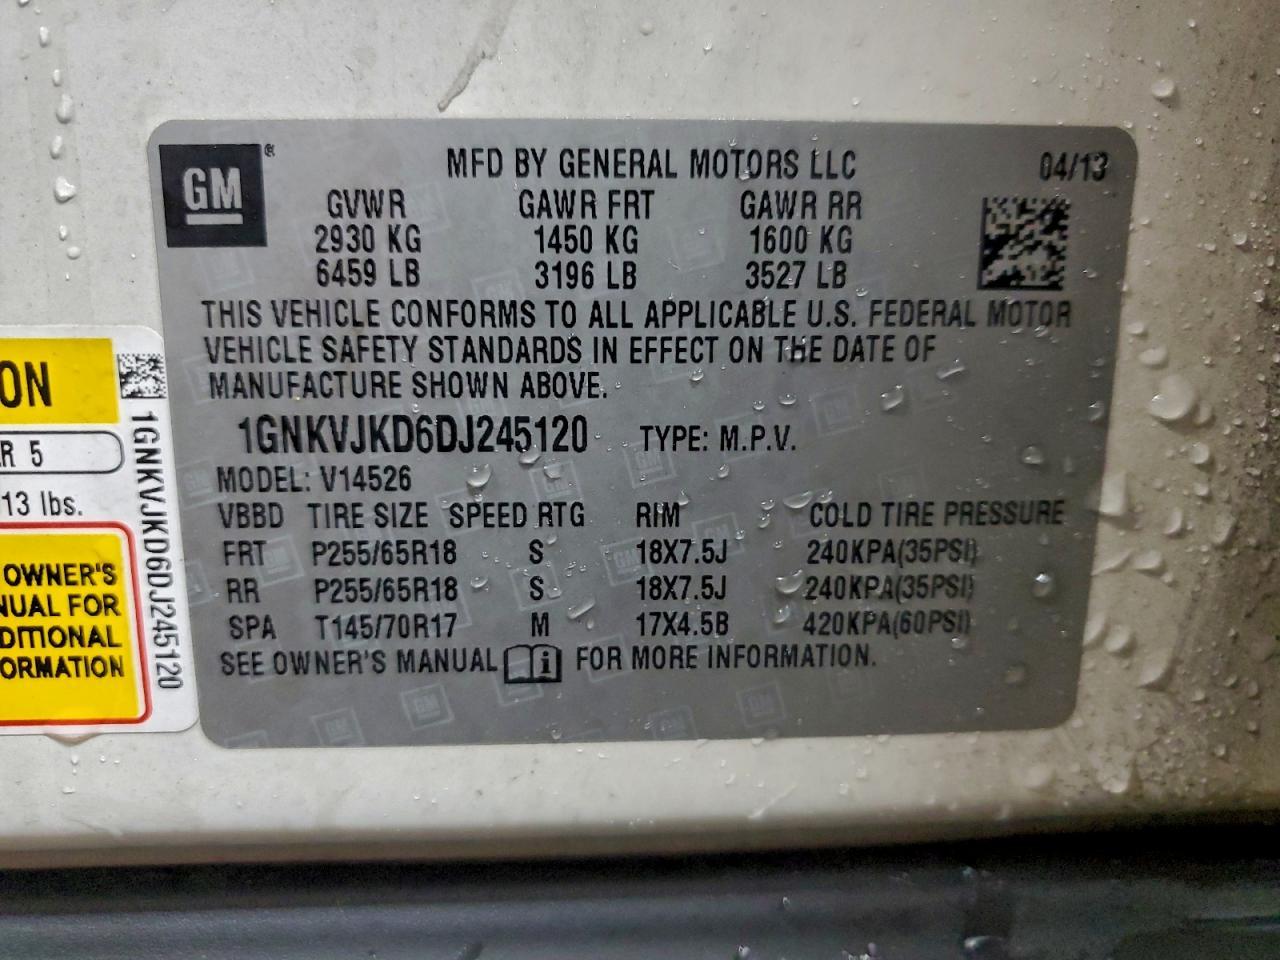 GM ®
MFD BY GENERAL MOTORS LLC 04/13
GVWR GAWR FRT GAWR RR
2930 KG 1450 KG 1600 KG
6459 LB 3196 LB 3527 LB
THIS VEHICLE CONFORMS TO ALL APPLICABLE U.S. FEDERAL MOTOR
VEHICLE SAFETY STANDARDS IN EFFECT ON THE DATE OF
MANUFACTURE SHOWN ABOVE.
1GNKVJKD6DJ245120 TYPE: M.P.V.
MODEL: V14526
VBBD TIRE SIZE SPEED RTG RIM COLD TIRE PRESSURE
FRT P255/65R18 S 18X7.5J 240KPA(35PSI)
RR P255/65R18 S 18X7.5J 240KPA(35PSI)
SPA T145/70R17 M 17X4.5B 420KPA(60PSI)
SEE OWNER'S MANUAL FOR MORE INFORMATION.
ON
R 5
13 lbs.
OWNER'S
NUAL FOR
DITIONAL
ORMATION
1GNKVJKD6DJ245120